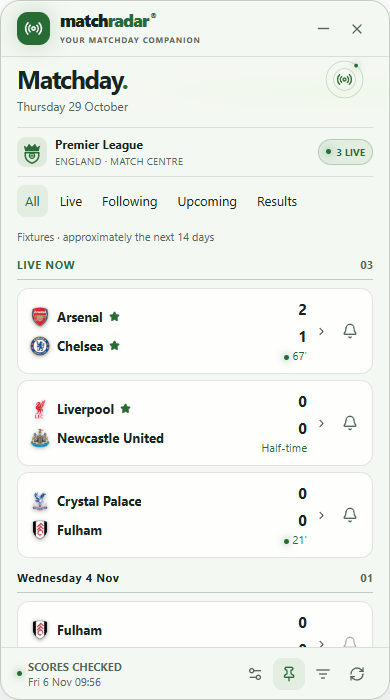 matchradar®
YOUR MATCHDAY COMPANION
Matchday.
Thursday 29 October
Premier League
ENGLAND · MATCH CENTRE
3 LIVE
All Live Following Upcoming Results
Fixtures · approximately the next 14 days
LIVE NOW 03
Arsenal 2
Chelsea 1
67'
Liverpool 0
Newcastle United 0
Half-time
Crystal Palace 0
Fulham 0
21'
Wednesday 4 Nov 01
Fulham 0
SCORES CHECKED
Fri 6 Nov 09:56